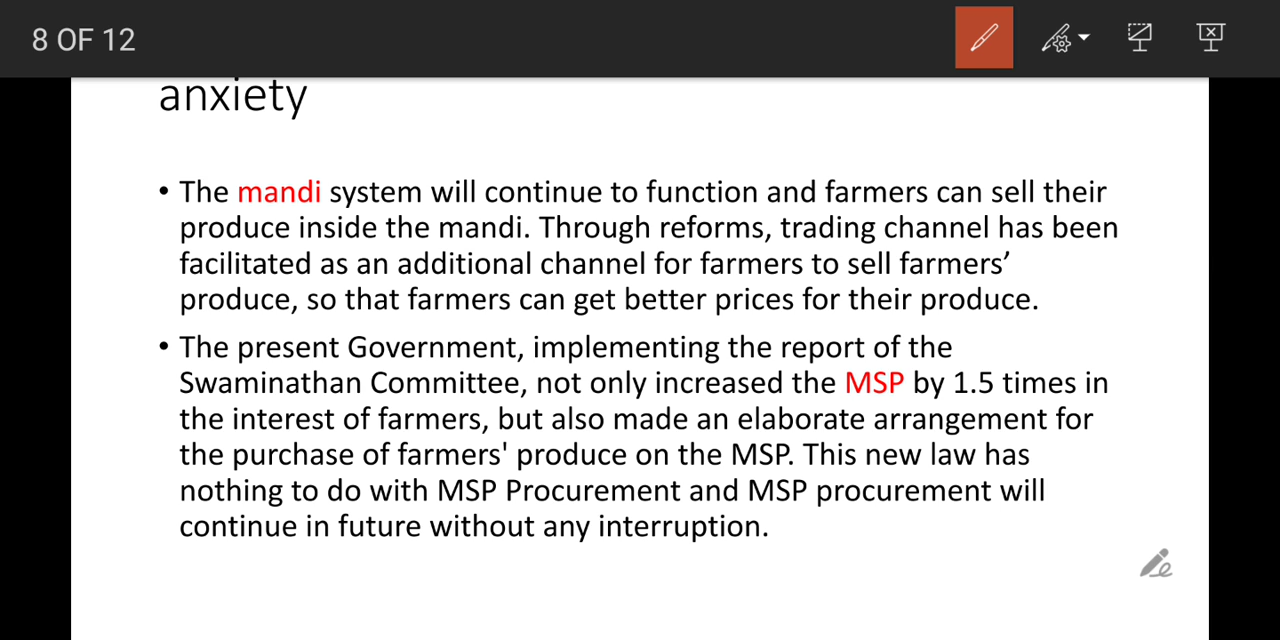 8 OF 12
anxiety
• The mandi system will continue to function and farmers can sell their
produce inside the mandi. Through reforms, trading channel has been
facilitated as an additional channel for farmers to sell farmers’
produce, so that farmers can get better prices for their produce.
• The present Government, implementing the report of the
Swaminathan Committee, not only increased the MSP by 1.5 times in
the interest of farmers, but also made an elaborate arrangement for
the purchase of farmers' produce on the MSP. This new law has
nothing to do with MSP Procurement and MSP procurement will
continue in future without any interruption.